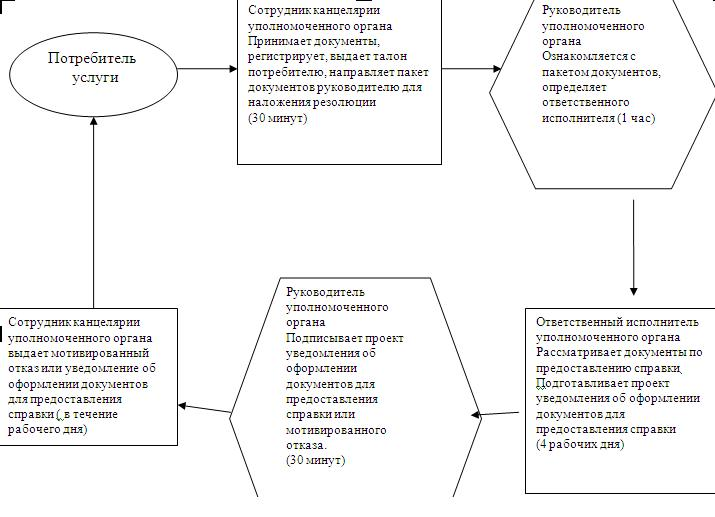 Потребитель
услуги
Сотрудник канцелярии
уполномоченного органа
Принимает документы,
регистрирует, выдает талон
потребителю, направляет пакет
документов руководителю для
наложения резолюции
(30 минут)
Руководитель
уполномоченного
органа
Ознакомляется с
пакетом документов,
определяет
ответственного
исполнителя (1 час)
Ответственный исполнитель
уполномоченного органа
Рассматривает документы по
предоставлению справки,
Подготавливает проект
уведомления об оформлении
документов для
предоставления справки
(4 рабочих дня)
Руководитель
уполномоченного
органа
Подписывает проект
уведомления об
оформлении
документов для
предоставления
справки или
мотивированного
отказа.
(30 минут)
Сотрудник канцелярии
уполномоченного органа
выдает мотивированный
отказ или уведомление об
оформлении документов
для предоставления
справки ( в течение
рабочего дня)